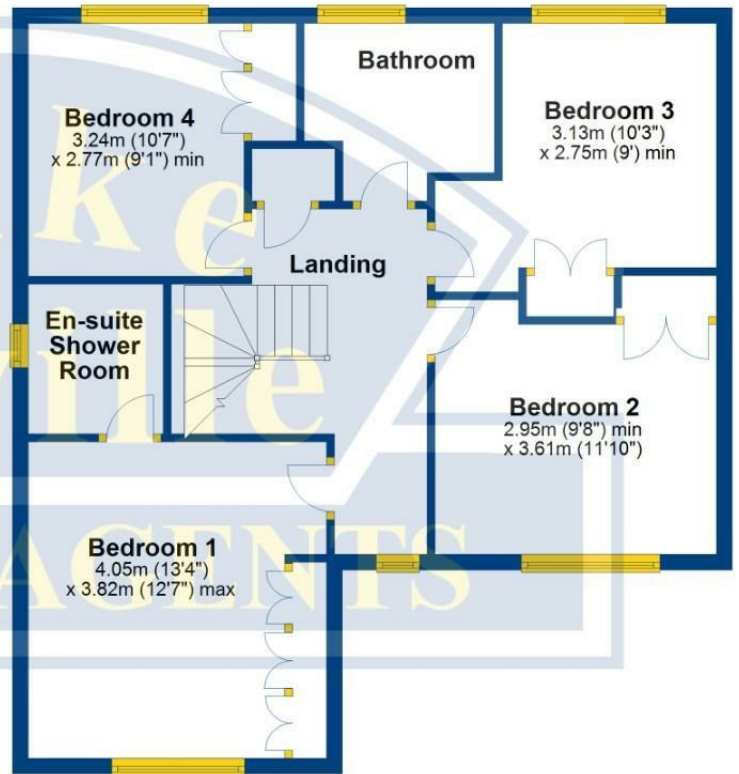 Bathroom
Bedroom 4
3.24m (10'7")
x 2.77m (9'1") min
Bedroom 3
3.13m (10'3")
x 2.75m (9') min
Landing
En-suite
Shower
Room
Bedroom 2
2.95m (9'8") min
x 3.61m (11'10")
Bedroom 1
4.05m (13'4")
x 3.82m (12'7") max
AGENTS